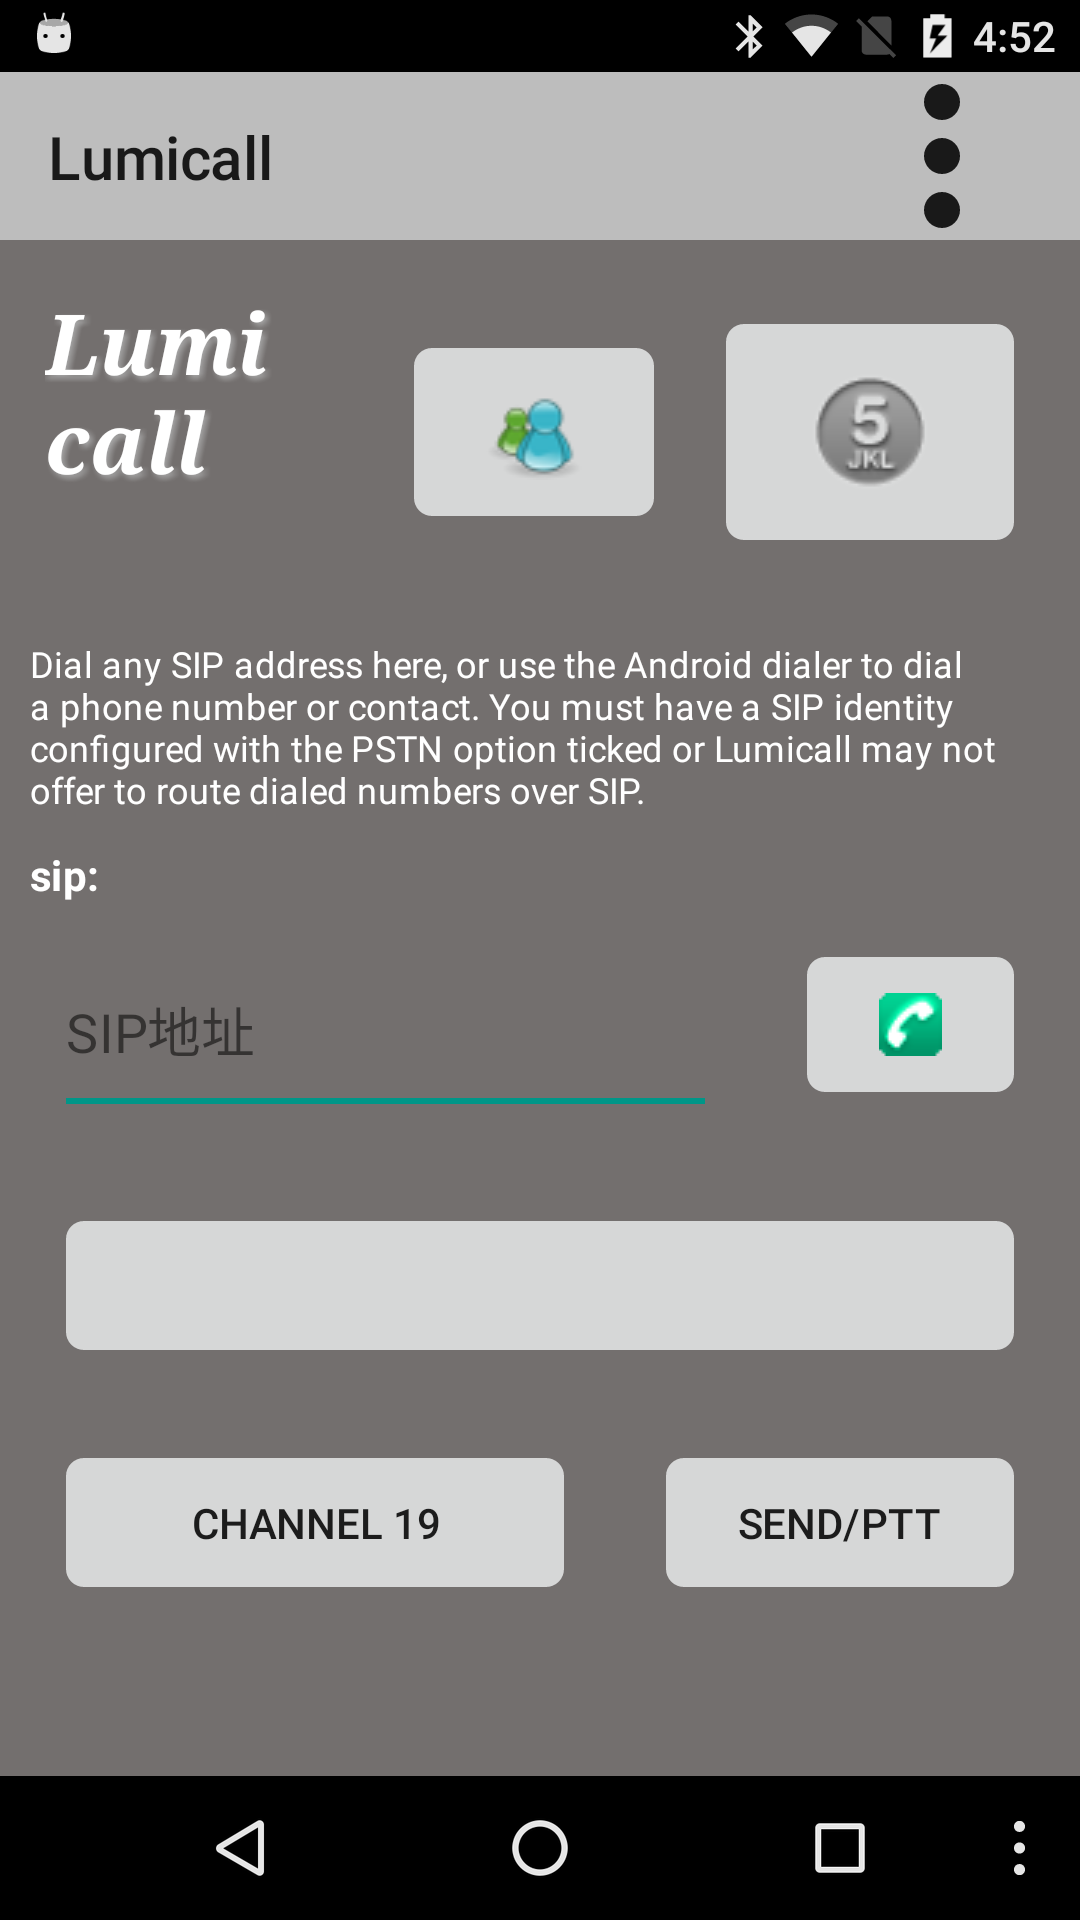 4:52
Lumicall
Lumi
call
5
JKL
Dial any SIP address here, or use the Android dialer to dial
a phone number or contact. You must have a SIP identity
configured with the PSTN option ticked or Lumicall may not
offer to route dialed numbers over SIP.
sip:
SIP地址
CHANNEL 19
SEND/PTT